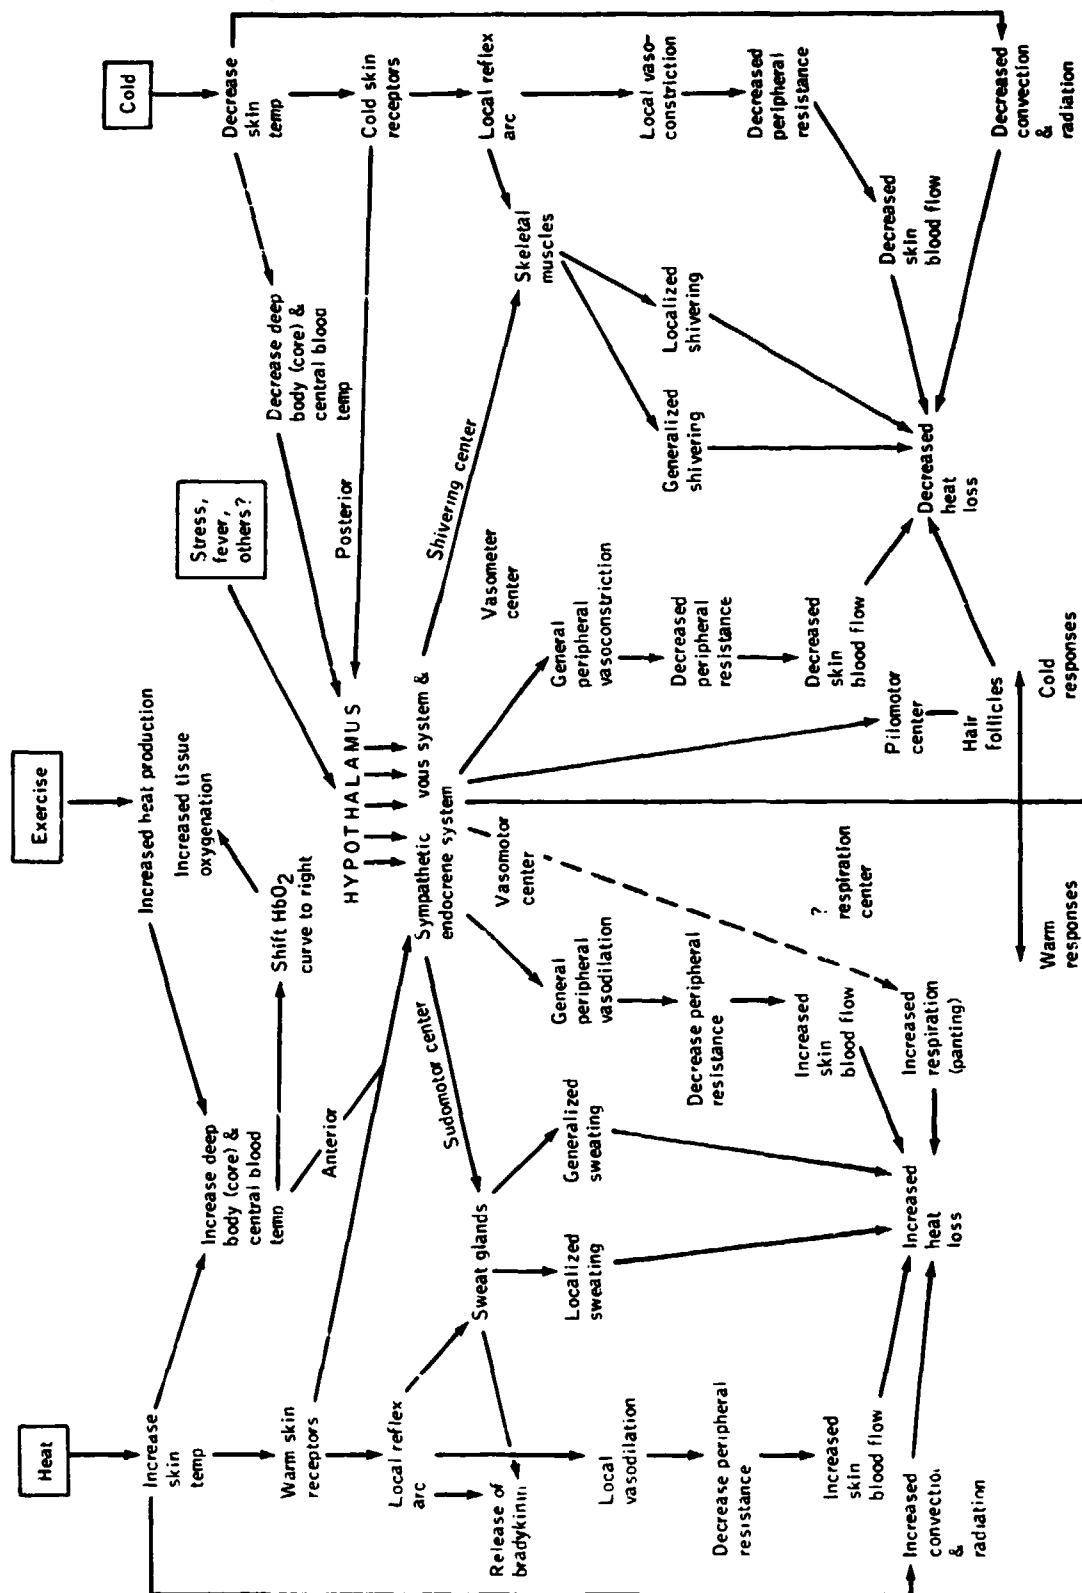 Heat
Exercise
Cold
Increase
skin
temp
Increased heat production
Decrease
skin
temp
Increased tissue
oxygenation
Stress,
fever,
others?
Decrease deep
body (core) &
central blood
temp
Increase deep
body (core) &
central blood
temp
Shift HbO2
curve to right
Warm skin
receptors
Anterior
HYPOTHALAMUS
Posterior
Cold skin
receptors
Sympathetic vous system &
endocrene system
Local reflex
arc
Sudomotor center
Vasomotor
center
Vasometer
center
Shivering center
Local reflex
arc
Release of
bradykinin
Sweat glands
Skeletal
muscles
Local
vasodilation
Localized
sweating
Generalized
sweating
General
peripheral
vasodilation
General
peripheral
vasoconstriction
Generalized
shivering
Localized
shivering
Local vaso-
constriction
Decrease peripheral
resistance
Decrease peripheral
resistance
Decreased
peripheral
resistance
Decreased
peripheral
resistance
Increased
skin
blood flow
Increased
skin
blood flow
?
respiration
center
Decreased
skin
blood flow
Decreased
skin
blood flow
Pilomotor
center
Hair
follicles
Increased
convection
&
radiation
Increased
heat
loss
Increased
respiration
(panting)
Decreased
heat
loss
Decreased
convection
&
radiation
Warm
responses
Cold
responses